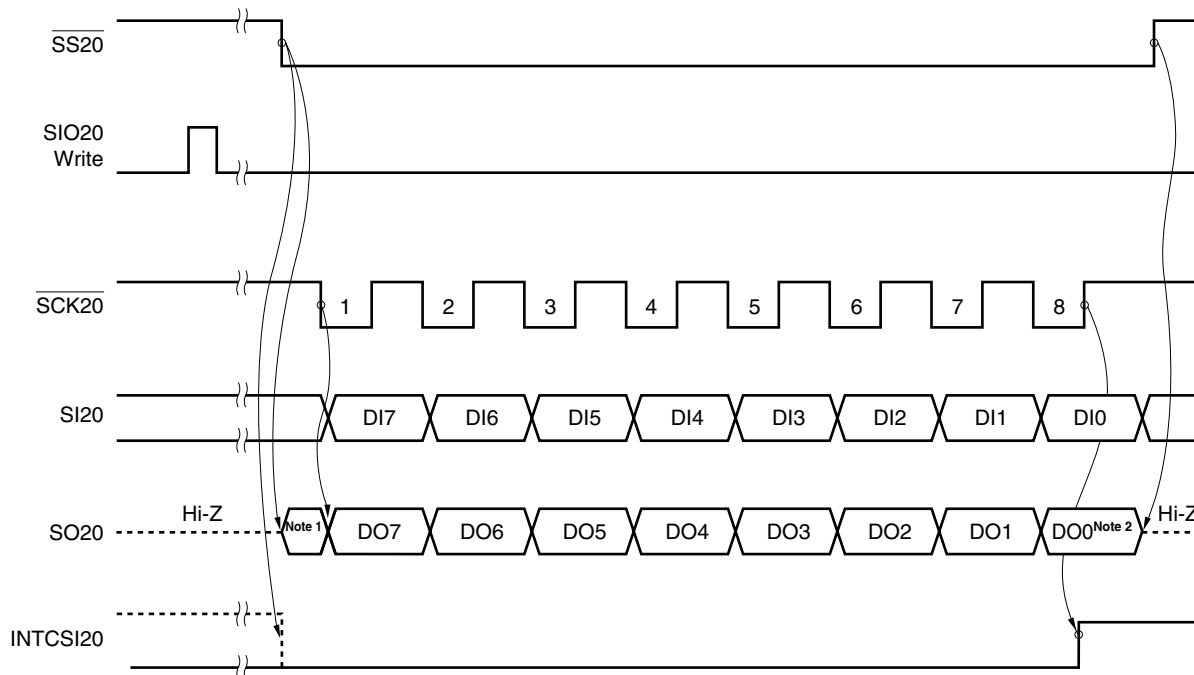 SS20
SIO20
Write
SCK20 1 2 3 4 5 6 7 8
SI20 DI7 DI6 DI5 DI4 DI3 DI2 DI1 DI0
SO20 Hi-Z Note 1 DO7 DO6 DO5 DO4 DO3 DO2 DO1 DO0 Note 2 Hi-Z
INTCSI20